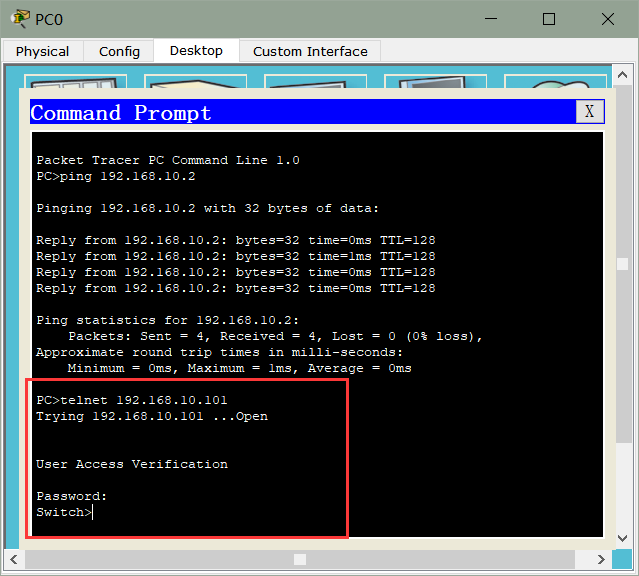 PC0
Physical Config Desktop Custom Interface
Command Prompt X
Packet Tracer PC Command Line 1.0
PC>ping 192.168.10.2
Pinging 192.168.10.2 with 32 bytes of data:
Reply from 192.168.10.2: bytes=32 time=0ms TTL=128
Reply from 192.168.10.2: bytes=32 time=1ms TTL=128
Reply from 192.168.10.2: bytes=32 time=0ms TTL=128
Reply from 192.168.10.2: bytes=32 time=0ms TTL=128
Ping statistics for 192.168.10.2:
Packets: Sent = 4, Received = 4, Lost = 0 (0% loss),
Approximate round trip times in milli-seconds:
Minimum = 0ms, Maximum = 1ms, Average = 0ms
PC>telnet 192.168.10.101
Trying 192.168.10.101 ...Open
User Access Verification
Password:
Switch>